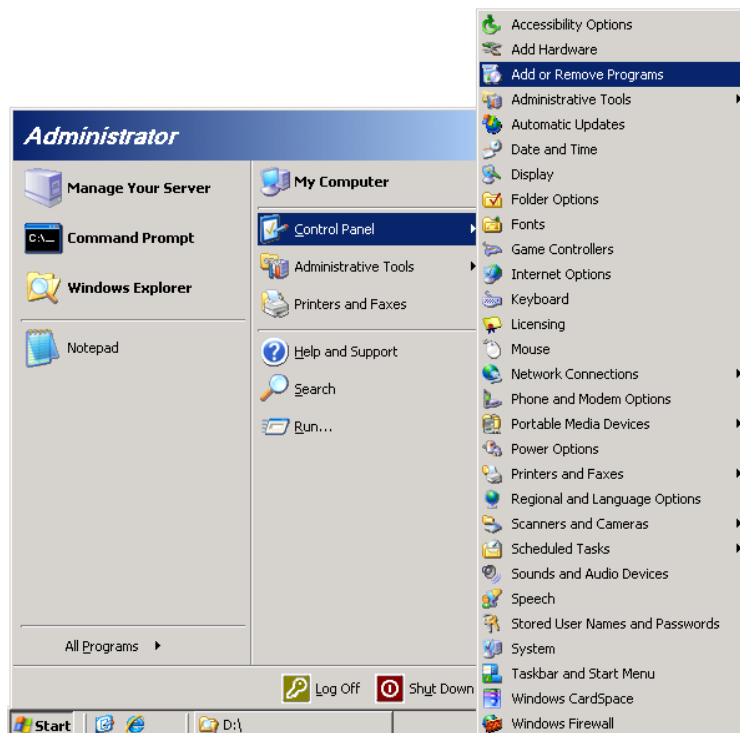 Administrator
Manage Your Server
Command Prompt
C:\_
Windows Explorer
Notepad
All Programs
My Computer
Control Panel
Administrative Tools
Printers and Faxes
Help and Support
Search
Run...
Log Off
Shut Down
Start
D:\
Accessibility Options
Add Hardware
Add or Remove Programs
Administrative Tools
Automatic Updates
Date and Time
Display
Folder Options
Fonts
Game Controllers
Internet Options
Keyboard
Licensing
Mouse
Network Connections
Phone and Modem Options
Portable Media Devices
Power Options
Printers and Faxes
Regional and Language Options
Scanners and Cameras
Scheduled Tasks
Sounds and Audio Devices
Speech
Stored User Names and Passwords
System
Taskbar and Start Menu
Windows CardSpace
Windows Firewall